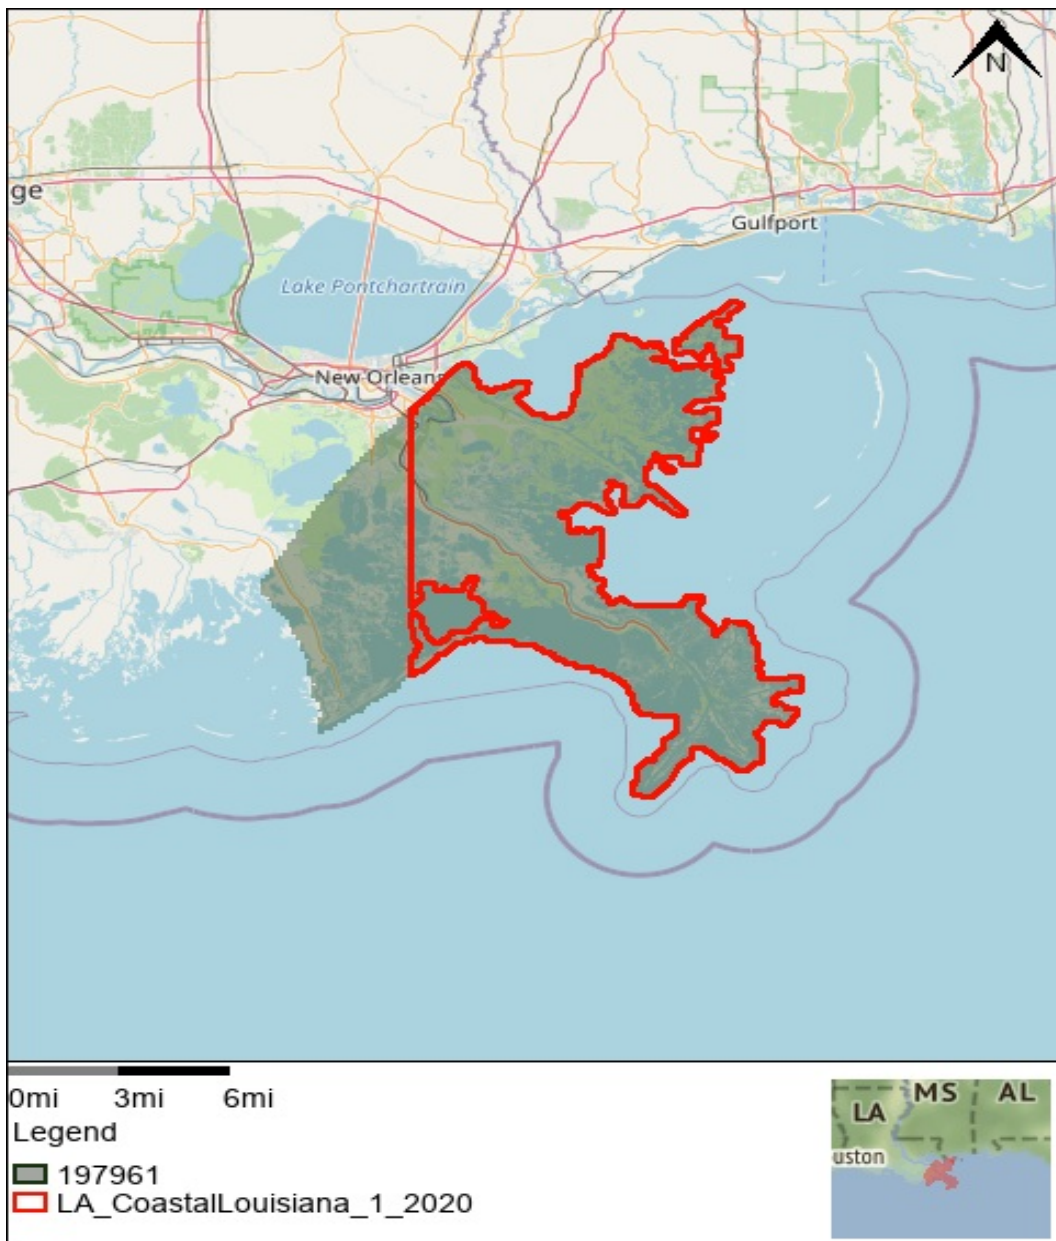 N
ge
Gulfport
Lake Pontchartrain
New Orleans
0mi 3mi 6mi
Legend
197961
LA_CoastalLouisiana_1_2020
MS AL
LA
uston